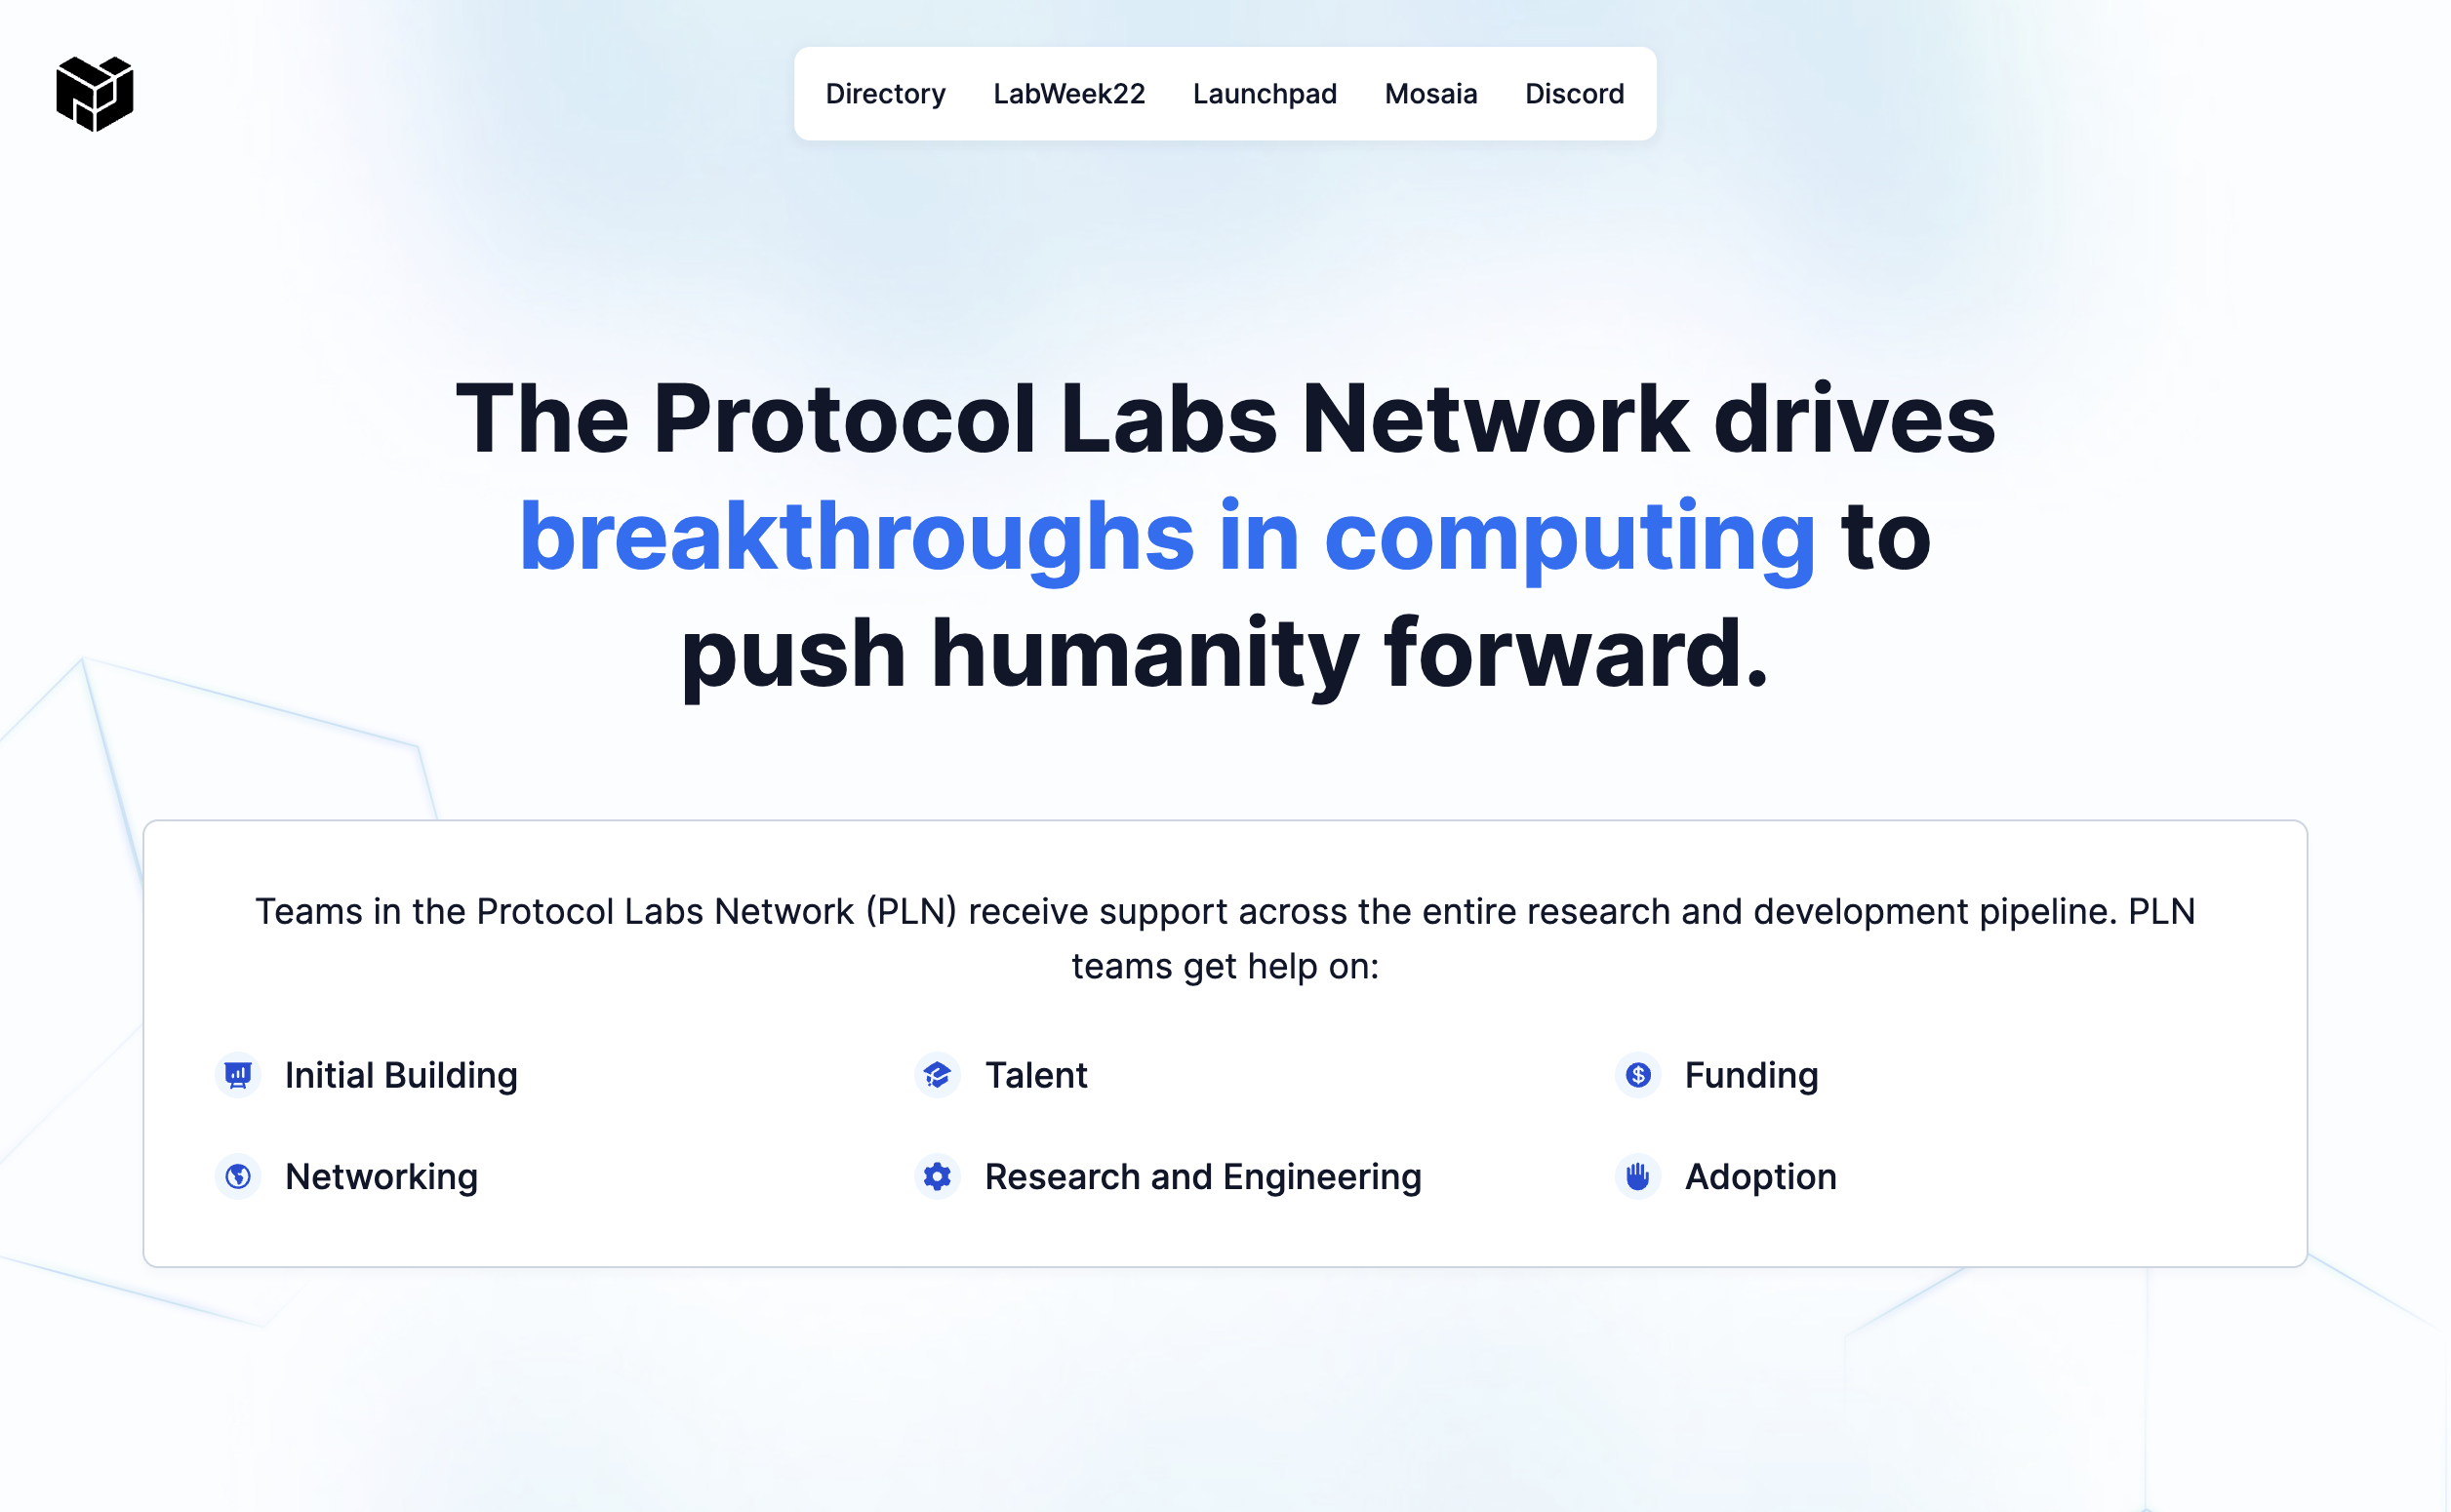 Directory LabWeek22 Launchpad Mosaia Discord
The Protocol Labs Network drives
breakthroughs in computing to
push humanity forward.
Teams in the Protocol Labs Network (PLN) receive support across the entire research and development pipeline. PLN
teams get help on:
Initial Building Talent Funding
Networking Research and Engineering Adoption